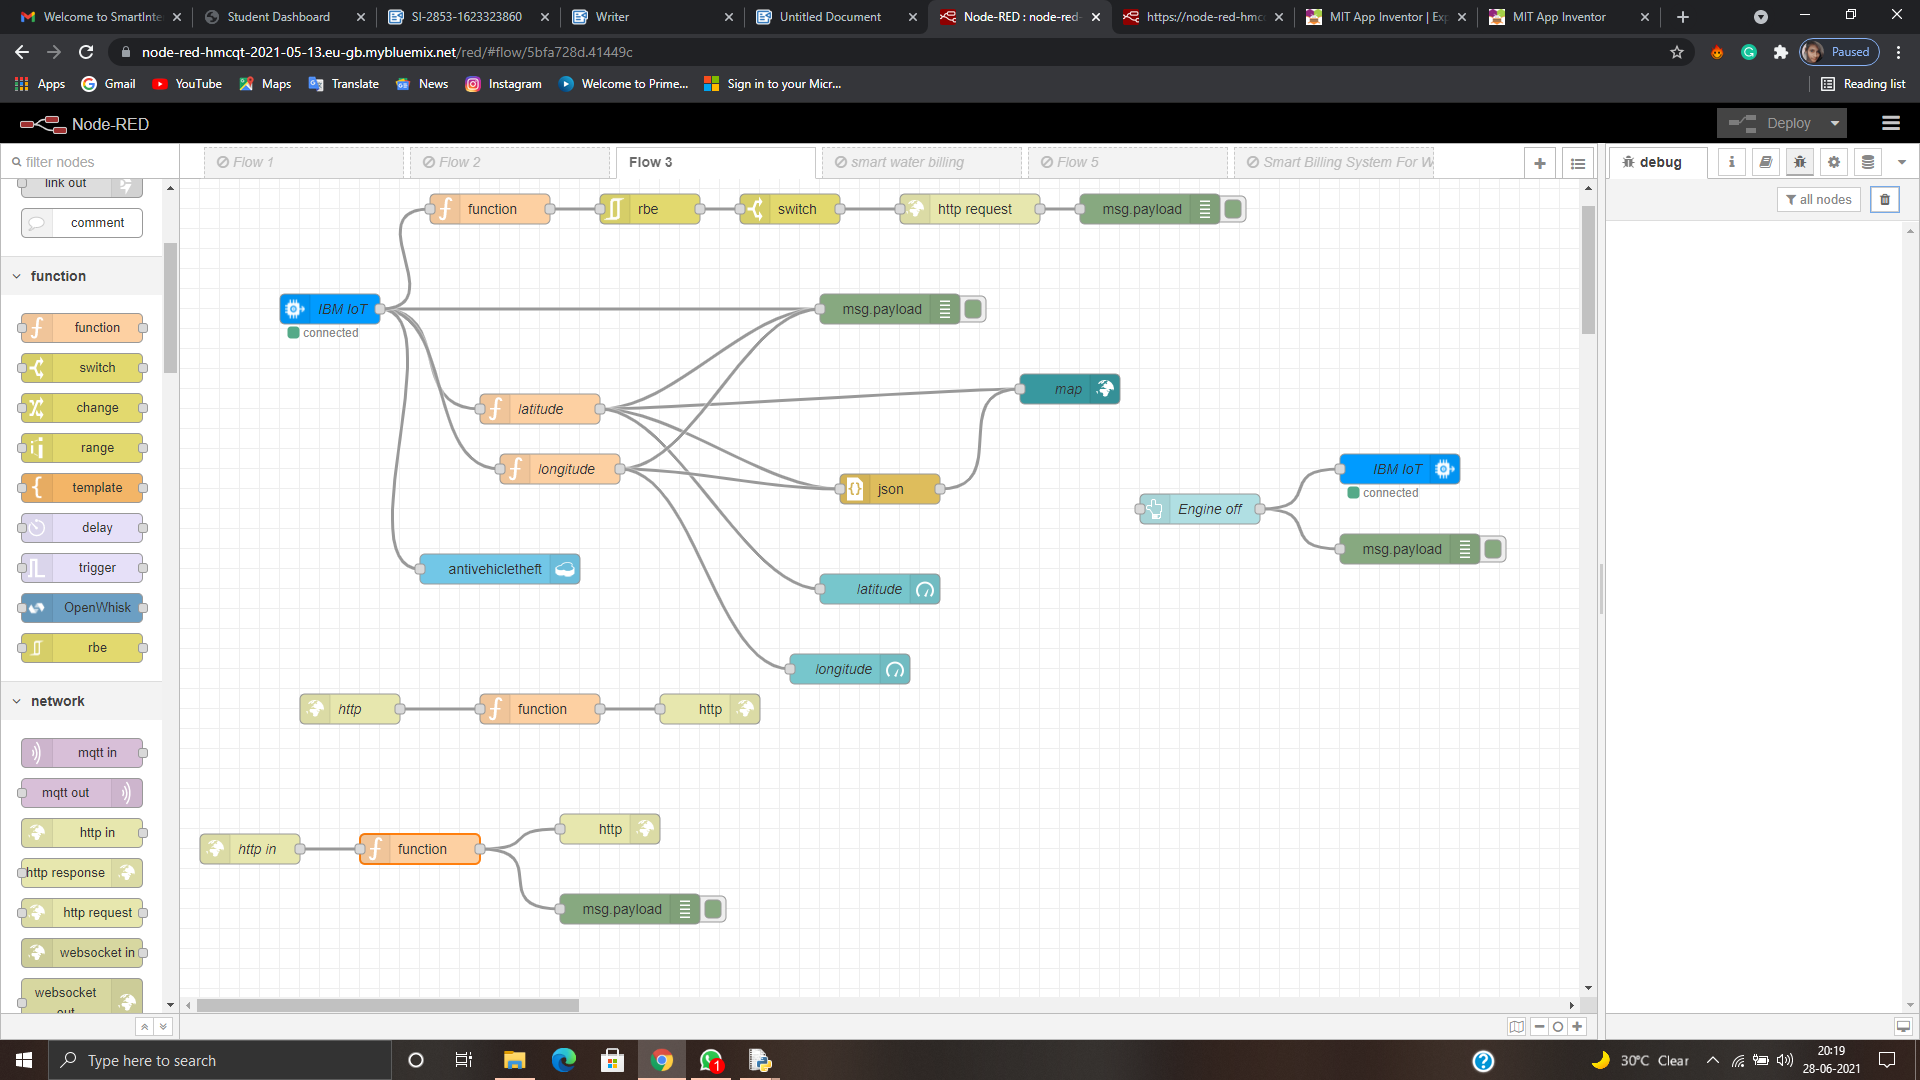 Welcome to SmartInte
Student Dashboard
SI-2853-1623323860
Writer
Untitled Document
Node-RED : node-red-
https://node-red-hmc
MIT App Inventor | Exp
MIT App Inventor
node-red-hmcqt-2021-05-13.eu-gb.mybluemix.net/red/#flow/5bfa728d.41449c
Paused
Apps
Gmail
YouTube
Maps
Translate
News
Instagram
Welcome to Prime...
Sign in to your Micr...
Reading list
Node-RED
Deploy
filter nodes
Flow 1
Flow 2
Flow 3
smart water billing
Flow 5
Smart Billing System For W
debug
all nodes
link out
comment
function
function
switch
change
range
template
delay
trigger
OpenWhisk
rbe
network
mqtt in
mqtt out
http in
http response
http request
websocket in
websocket
out
function
rbe
switch
http request
msg.payload
IBM IoT
connected
msg.payload
map
latitude
longitude
json
IBM IoT
connected
Engine off
msg.payload
antivehicletheft
latitude
longitude
http
function
http
http in
function
http
msg.payload
Type here to search
1
30°C Clear
20:19
28-06-2021